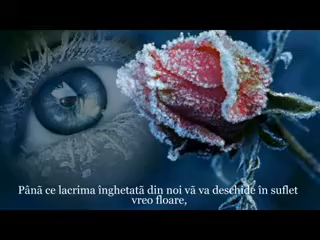 Până ce lacrima înghețată din noi vă va deschide în suflet
vreo floare,